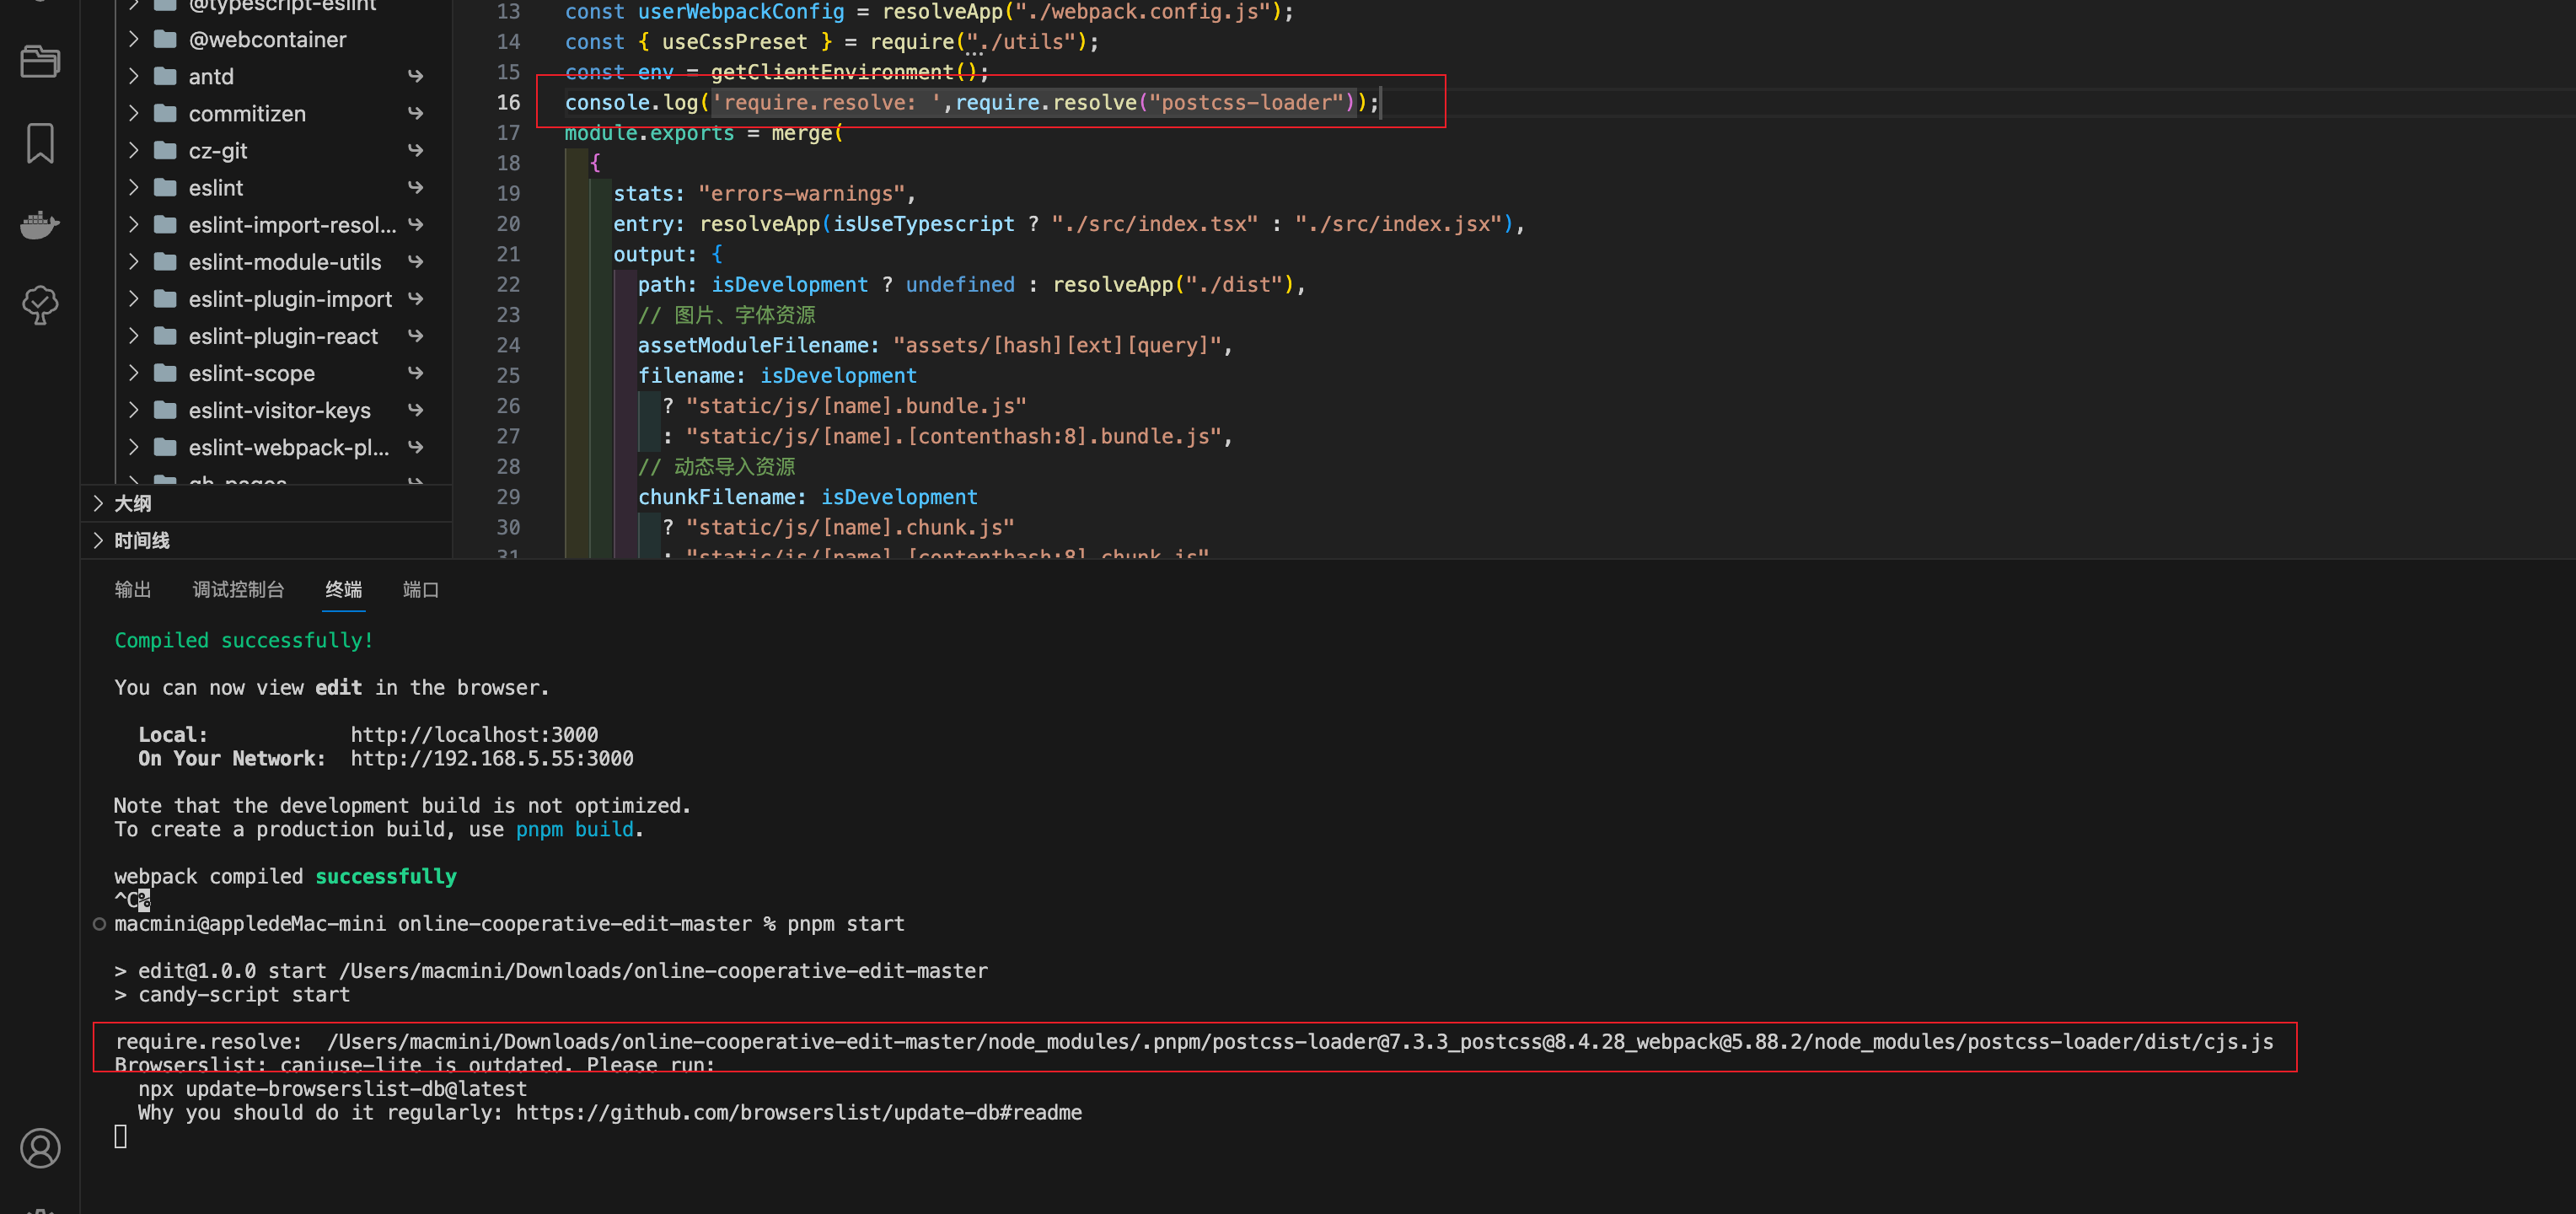 @typescript-eslint
@webcontainer
antd
commitizen
cz-git
eslint
eslint-import-resol...
eslint-module-utils
eslint-plugin-import
eslint-plugin-react
eslint-scope
eslint-visitor-keys
eslint-webpack-pl...
gh-pages
大纲
时间线
13 const userWebpackConfig = resolveApp("./webpack.config.js");
14 const { useCssPreset } = require("./utils");
15 const env = getClientEnvironment();
16 console.log('require.resolve: ',require.resolve("postcss-loader"));
17 module.exports = merge(
18 {
19 stats: "errors-warnings",
20 entry: resolveApp(isUseTypescript ? "./src/index.tsx" : "./src/index.jsx"),
21 output: {
22 path: isDevelopment ? undefined : resolveApp("./dist"),
23 // 图片、字体资源
24 assetModuleFilename: "assets/[hash][ext][query]",
25 filename: isDevelopment
26 ? "static/js/[name].bundle.js"
27 : "static/js/[name].[contenthash:8].bundle.js",
28 // 动态导入资源
29 chunkFilename: isDevelopment
30 ? "static/js/[name].chunk.js"
31 : "static/js/[name].[contenthash:8].chunk.js"
输出 调试控制台 终端 端口
Compiled successfully!
You can now view edit in the browser.
Local: http://localhost:3000
On Your Network: http://192.168.5.55:3000
Note that the development build is not optimized.
To create a production build, use pnpm build.
webpack compiled successfully
^C%
macmini@appledeMac-mini online-cooperative-edit-master % pnpm start
> edit@1.0.0 start /Users/macmini/Downloads/online-cooperative-edit-master
> candy-script start
require.resolve:  /Users/macmini/Downloads/online-cooperative-edit-master/node_modules/.pnpm/postcss-loader@7.3.3_postcss@8.4.28_webpack@5.88.2/node_modules/postcss-loader/dist/cjs.js
Browserslist: caniuse-lite is outdated. Please run:
npx update-browserslist-db@latest
Why you should do it regularly: https://github.com/browserslist/update-db#readme